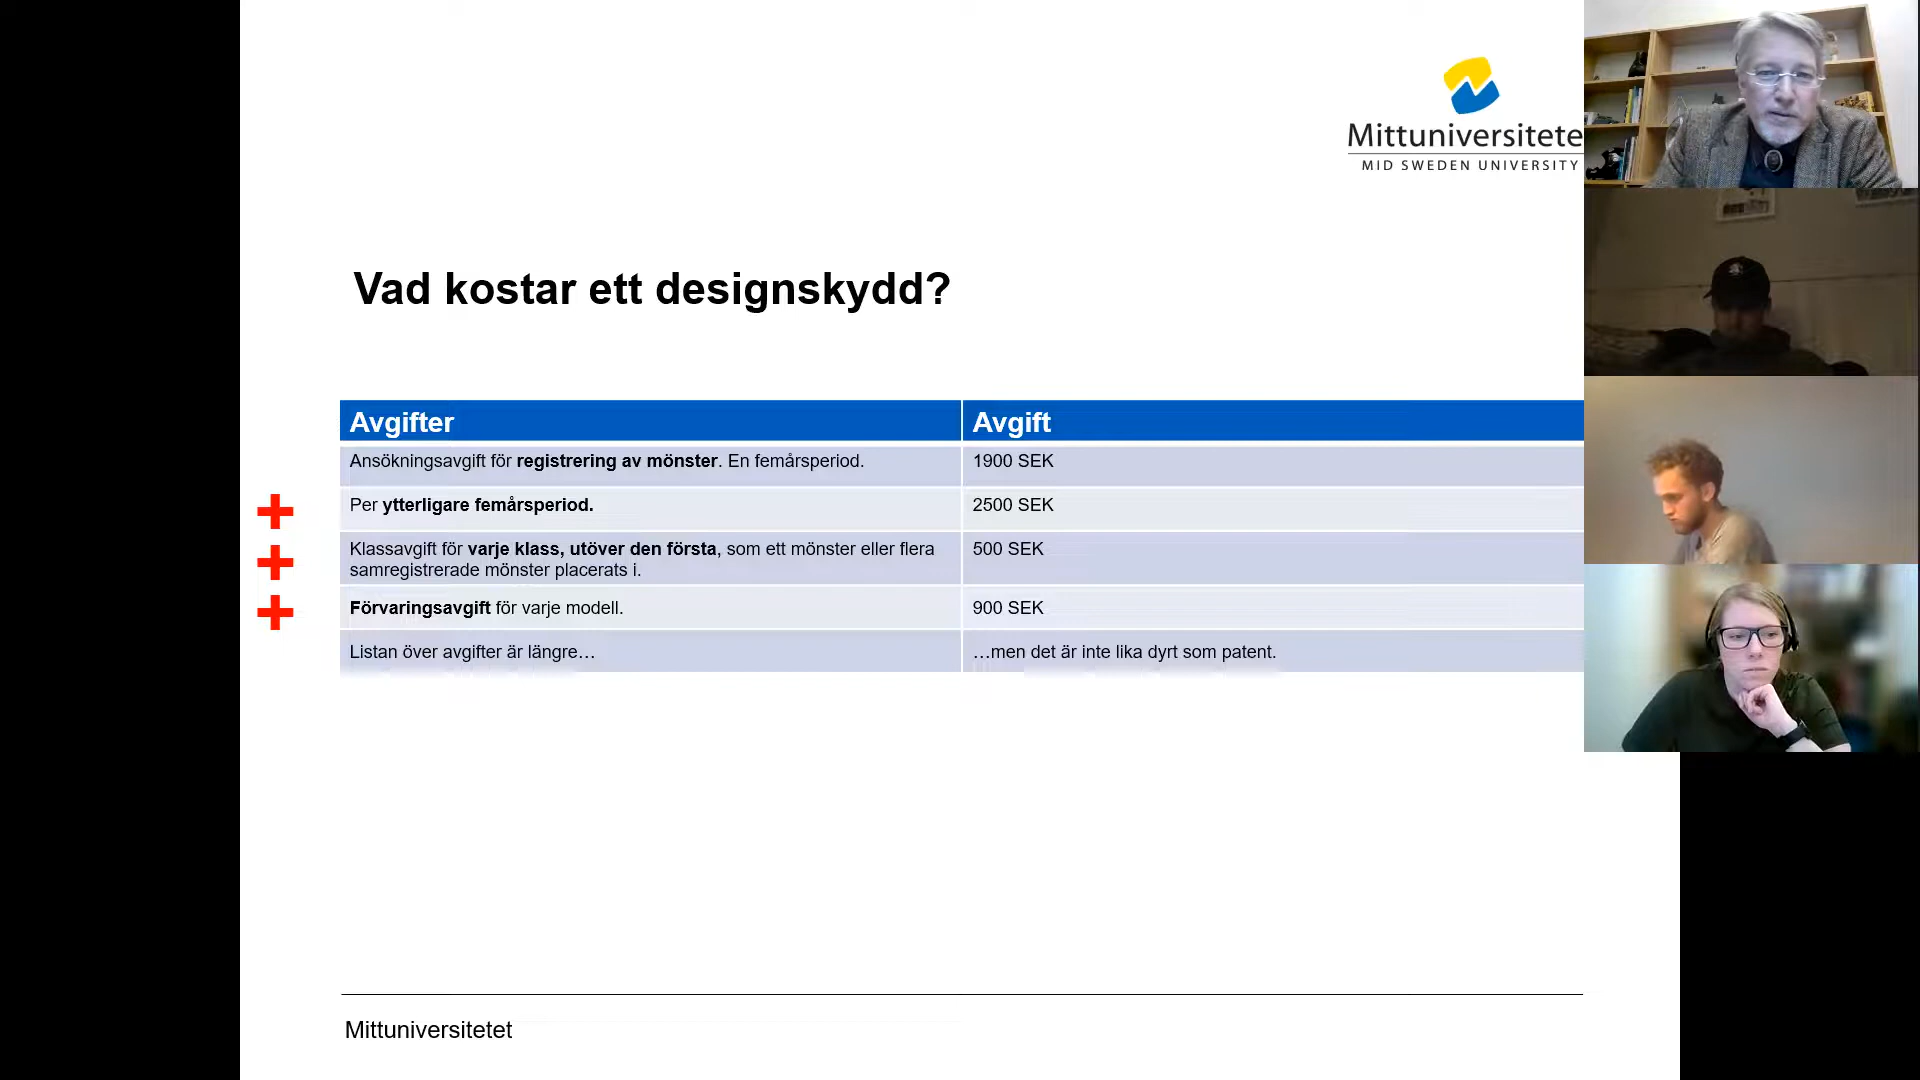 Mittuniversitete
MID SWEDEN UNIVERSITY
Vad kostar ett designskydd?
Avgifter
Avgift
Ansökningsavgift för registrering av mönster. En femårsperiod.
1900 SEK
Per ytterligare femårsperiod.
2500 SEK
Klassavgift för varje klass, utöver den första, som ett mönster eller flera
samregistrerade mönster placerats i.
500 SEK
Förvaringsavgift för varje modell.
900 SEK
Listan över avgifter är längre…
…men det är inte lika dyrt som patent.
Mittuniversitetet